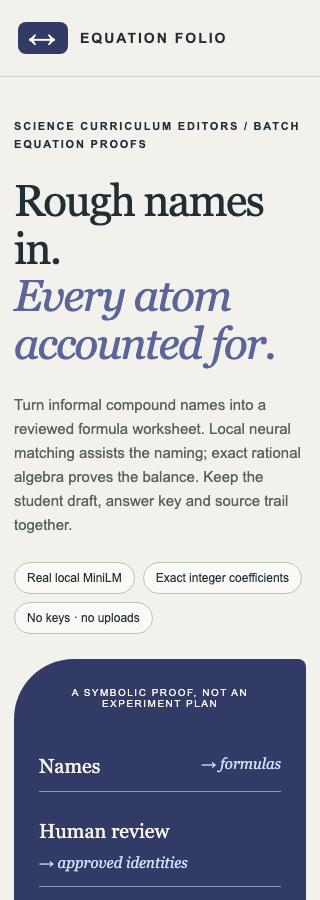 ↔ EQUATION FOLIO
SCIENCE CURRICULUM EDITORS / BATCH
EQUATION PROOFS
Rough names
in.
Every atom
accounted for.
Turn informal compound names into a
reviewed formula worksheet. Local neural
matching assists the naming; exact rational
algebra proves the balance. Keep the
student draft, answer key and source trail
together.
Real local MiniLM
Exact integer coefficients
No keys · no uploads
A SYMBOLIC PROOF, NOT AN
EXPERIMENT PLAN
Names → formulas
Human review
→ approved identities